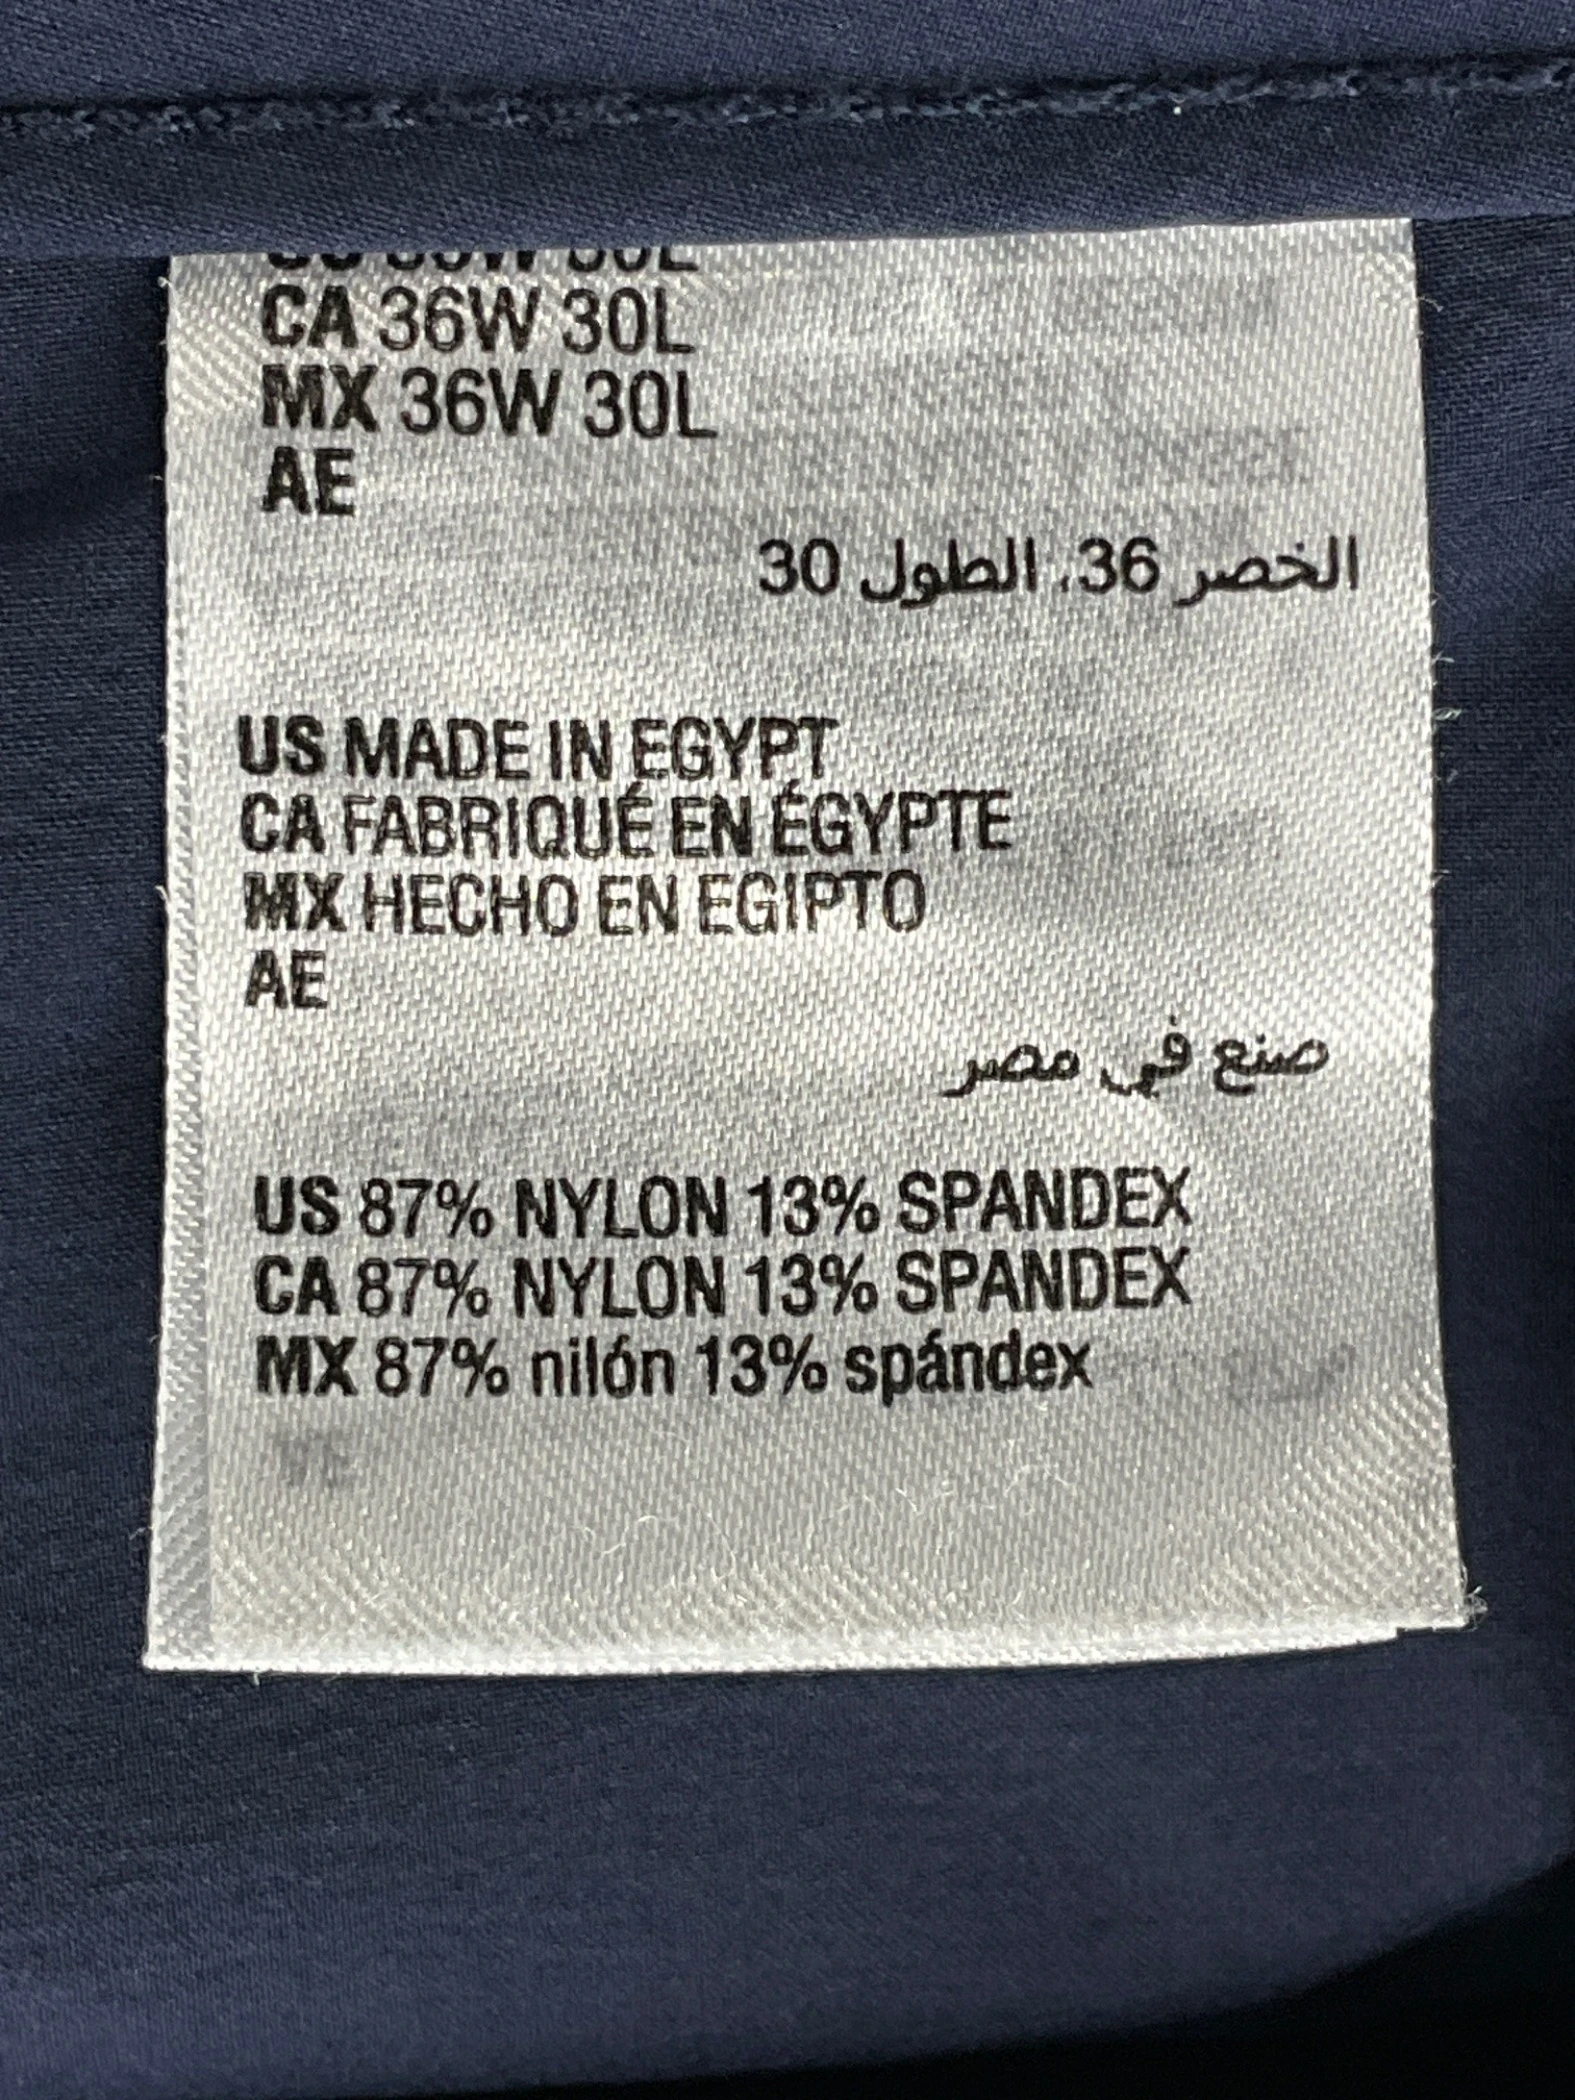 CA 36W 30L
MX 36W 30L
AE
الخصر 36، الطول 30
US MADE IN EGYPT
CA FABRIQUÉ EN ÉGYPTE
MX HECHO EN EGIPTO
AE
صنع في مصر
US 87% NYLON 13% SPANDEX
CA 87% NYLON 13% SPANDEX
MX 87% nilón 13% spándex